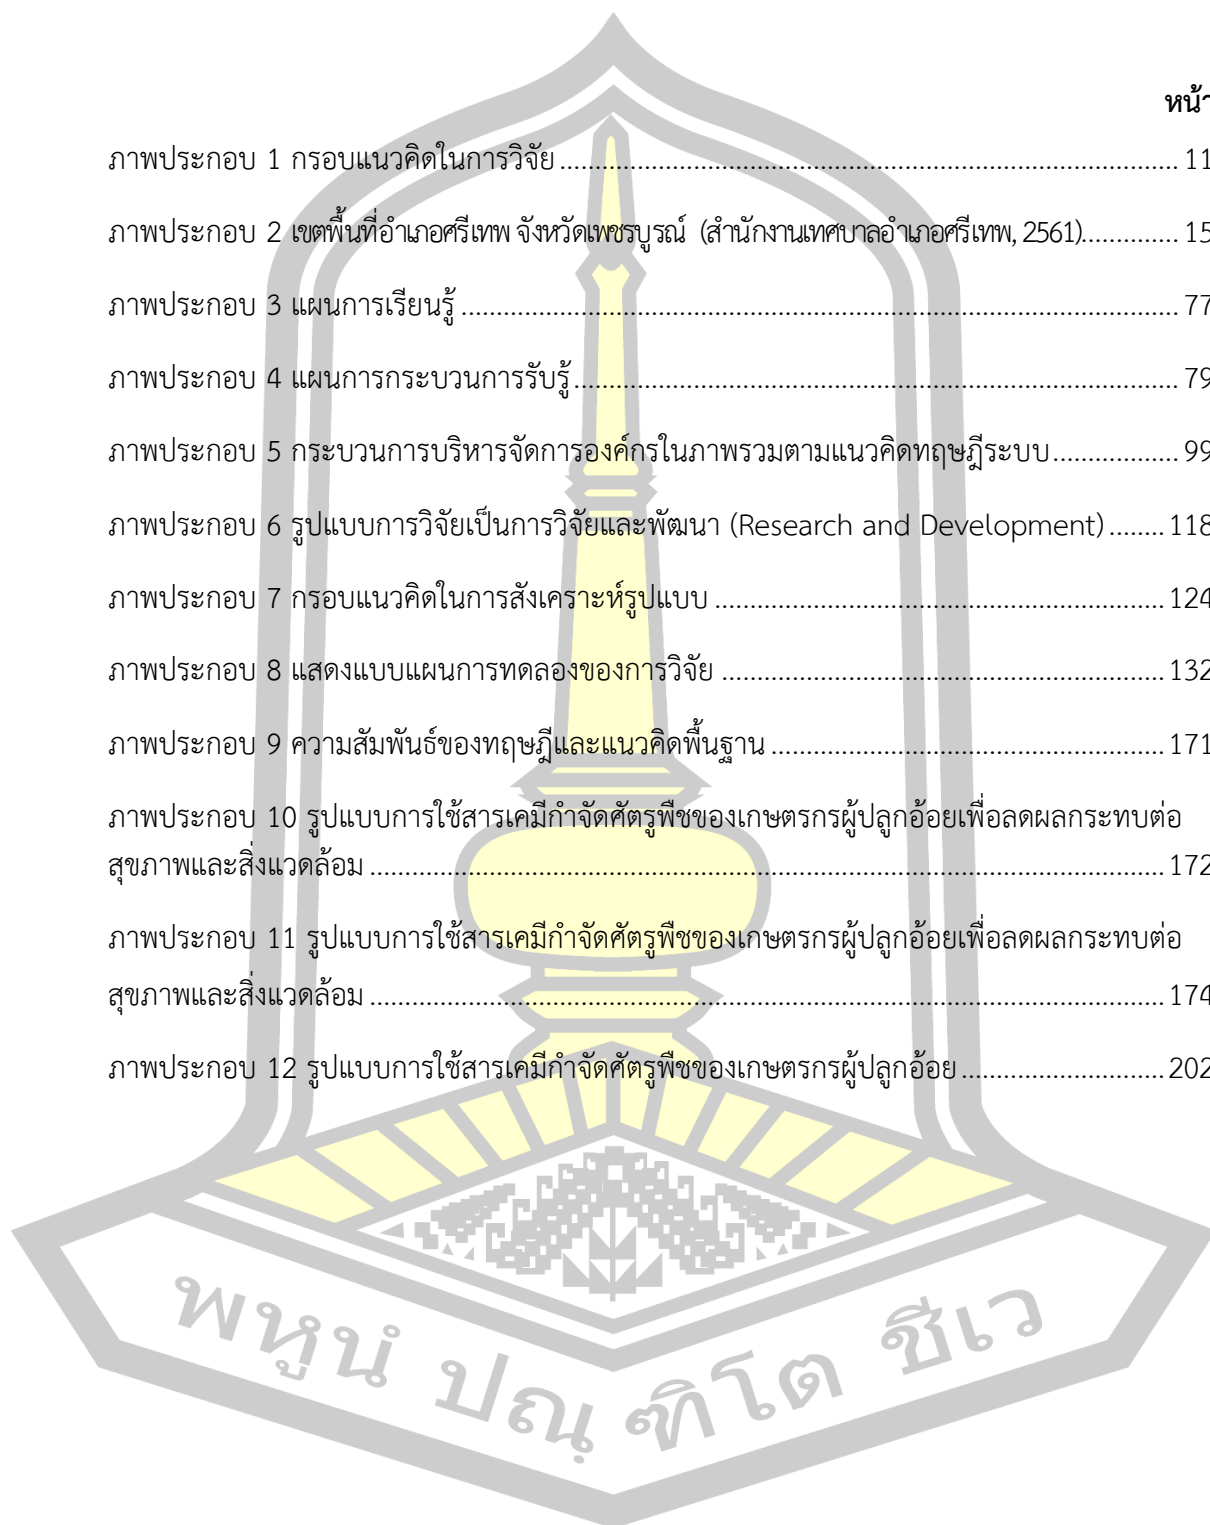 หน้า
ภาพประกอบ 1 กรอบแนวคิดในการวิจัย ........................................................................... 11
ภาพประกอบ 2 เขตพื้นที่อำเภอศรีเทพ จังหวัดเพชรบูรณ์ (สำนักงานเทศบาลอำเภอศรีเทพ, 2561)............ 15
ภาพประกอบ 3 แผนการเรียนรู้ ....................................................................................... 77
ภาพประกอบ 4 แผนการกระบวนการรับรู้ ......................................................................... 79
ภาพประกอบ 5 กระบวนการบริหารจัดการองค์กรในภาพรวมตามแนวคิดทฤษฎีระบบ ............... 99
ภาพประกอบ 6 รูปแบบการวิจัยเป็นการวิจัยและพัฒนา (Research and Development) ........ 118
ภาพประกอบ 7 กรอบแนวคิดในการสังเคราะห์รูปแบบ ....................................................... 124
ภาพประกอบ 8 แสดงแบบแผนการทดลองของการวิจัย ...................................................... 132
ภาพประกอบ 9 ความสัมพันธ์ของทฤษฎีและแนวคิดพื้นฐาน ................................................ 171
ภาพประกอบ 10 รูปแบบการใช้สารเคมีกำจัดศัตรูพืชของเกษตรกรผู้ปลูกอ้อยเพื่อลดผลกระทบต่อ
สุขภาพและสิ่งแวดล้อม ................................................................................................ 172
ภาพประกอบ 11 รูปแบบการใช้สารเคมีกำจัดศัตรูพืชของเกษตรกรผู้ปลูกอ้อยเพื่อลดผลกระทบต่อ
สุขภาพและสิ่งแวดล้อม ................................................................................................ 174
ภาพประกอบ 12 รูปแบบการใช้สารเคมีกำจัดศัตรูพืชของเกษตรกรผู้ปลูกอ้อย ......................... 202
พหูนํ ปณฺฑิโต ชีเว